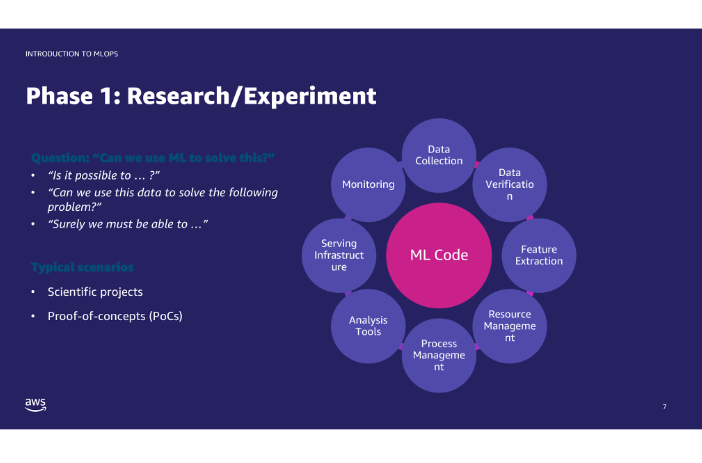 INTRODUCTION TO MLOPS
Phase 1: Research/Experiment
Question: “Can we use ML to solve this?”
• “Is it possible to … ?”
• “Can we use this data to solve the following
problem?”
• “Surely we must be able to …”
Typical scenarios
• Scientific projects
• Proof-of-concepts (PoCs)
Data
Collection
Data
Verificatio
n
Feature
Extraction
Resource
Manageme
nt
Process
Manageme
nt
Analysis
Tools
Serving
Infrastruct
ure
Monitoring
ML Code
aws
7